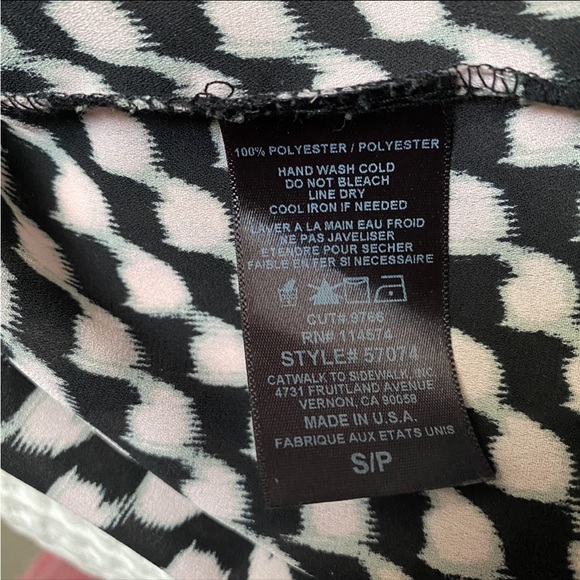 100% POLYESTER / POLYESTER
HAND WASH COLD
DO NOT BLEACH
LINE DRY
COOL IRON IF NEEDED
LAVER A LA MAIN EAU FROID
NE PAS JAVELISER
ETENDRE POUR SECHER
FAIBLE EN FER SI NECESSAIRE
CUT# 9766
RN# 114574
STYLE# 57074
CATWALK TO SIDEWALK, INC
4731 FRUITLAND AVENUE
VERNON, CA 90058
MADE IN U.S.A.
FABRIQUE AUX ETATS UNIS
S/P